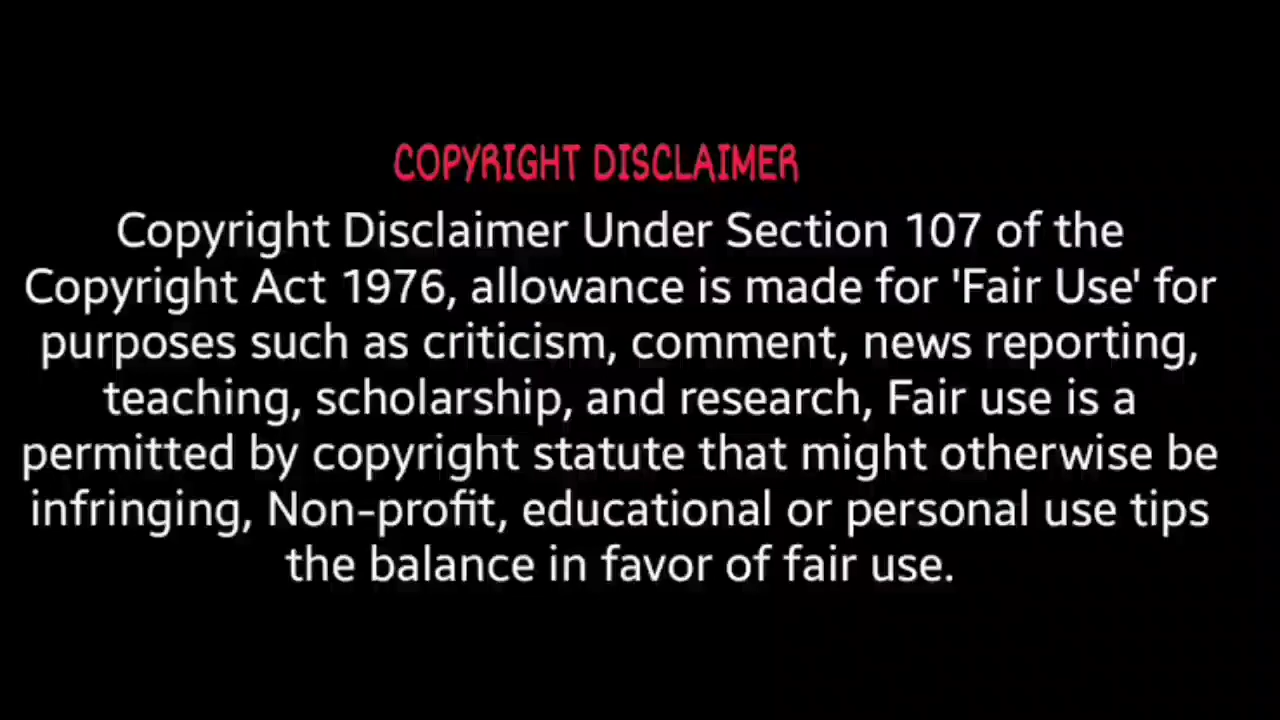 COPYRIGHT DISCLAIMER
Copyright Disclaimer Under Section 107 of the
Copyright Act 1976, allowance is made for 'Fair Use' for
purposes such as criticism, comment, news reporting,
teaching, scholarship, and research, Fair use is a
permitted by copyright statute that might otherwise be
infringing, Non-profit, educational or personal use tips
the balance in favor of fair use.